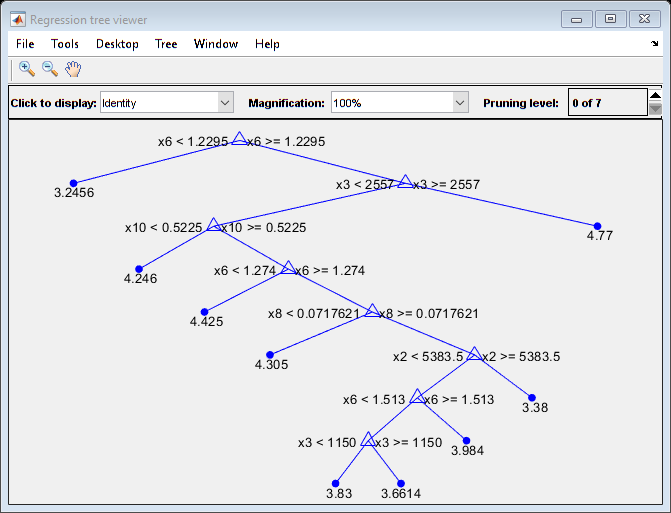 Regression tree viewer
File Tools Desktop Tree Window Help
Click to display: Identity Magnification: 100% Pruning level: 0 of 7
x6 < 1.2295 x6 >= 1.2295
3.2456
x3 < 2557 x3 >= 2557
x10 < 0.5225 x10 >= 0.5225
4.77
4.246
x6 < 1.274 x6 >= 1.274
4.425
x8 < 0.0717621 x8 >= 0.0717621
4.305
x2 < 5383.5 x2 >= 5383.5
x6 < 1.513 x6 >= 1.513
3.38
x3 < 1150 x3 >= 1150
3.984
3.83 3.6614